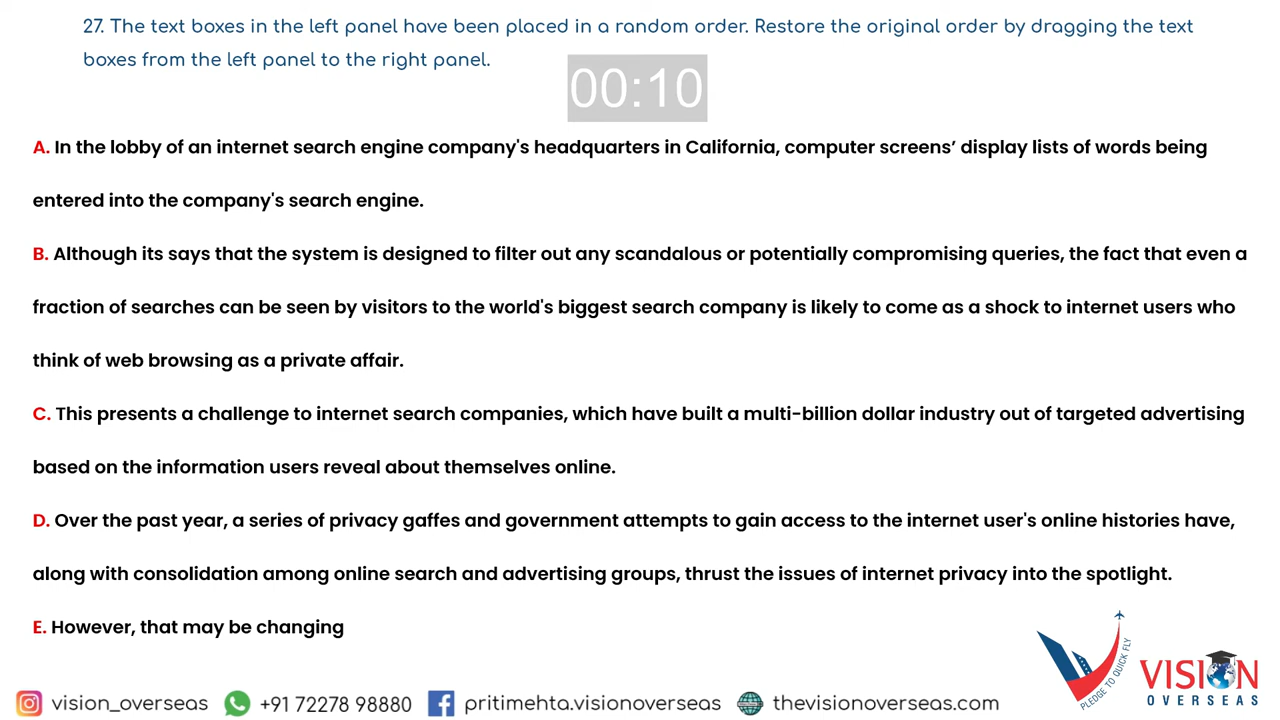 27. The text boxes in the left panel have been placed in a random order. Restore the original order by dragging the text
boxes from the left panel to the right panel.
00:10
A. In the lobby of an internet search engine company's headquarters in California, computer screens’ display lists of words being
entered into the company's search engine.
B. Although its says that the system is designed to filter out any scandalous or potentially compromising queries, the fact that even a
fraction of searches can be seen by visitors to the world's biggest search company is likely to come as a shock to internet users who
think of web browsing as a private affair.
C. This presents a challenge to internet search companies, which have built a multi-billion dollar industry out of targeted advertising
based on the information users reveal about themselves online.
D. Over the past year, a series of privacy gaffes and government attempts to gain access to the internet user's online histories have,
along with consolidation among online search and advertising groups, thrust the issues of internet privacy into the spotlight.
E. However, that may be changing
PLEDGE TO QUICK FLY
VISION
OVERSEAS
vision_overseas +91 72278 98880 pritimehta.visionoverseas thevisionoverseas.com